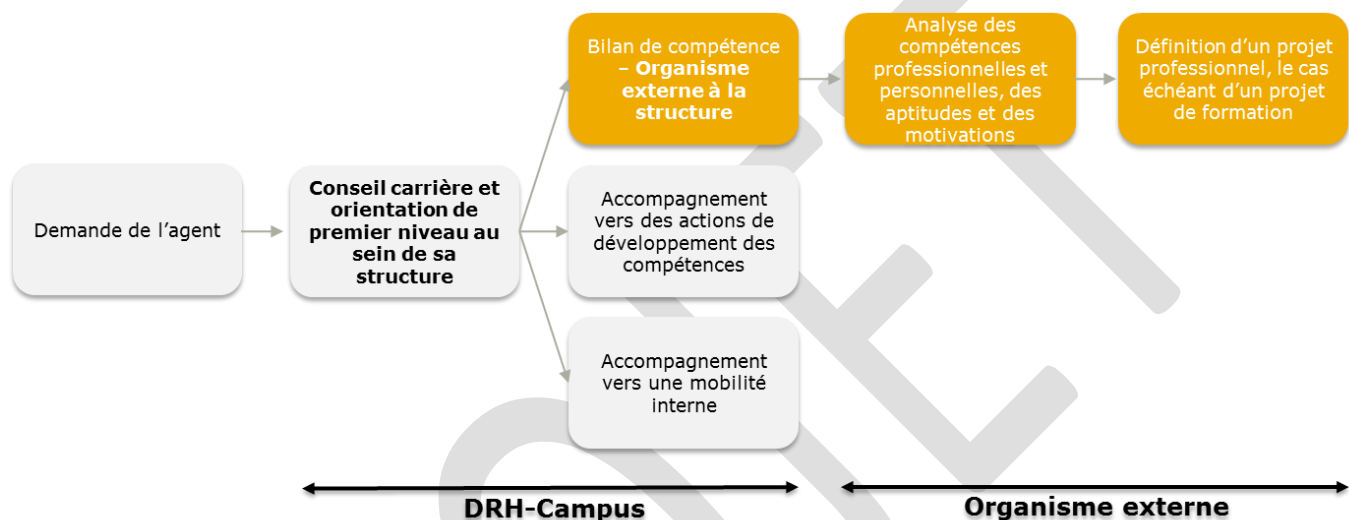 Bilan de compétence
– Organisme
externe à la
structure
Analyse des
compétences
professionnelles et
personnelles, des
aptitudes et des
motivations
Définition d’un projet
professionnel, le cas
échéant d’un projet
de formation
Demande de l’agent
Conseil carrière et
orientation de
premier niveau au
sein de sa
structure
Accompagnement
vers des actions de
développement des
compétences
Accompagnement
vers une mobilité
interne
DRH-Campus
Organisme externe